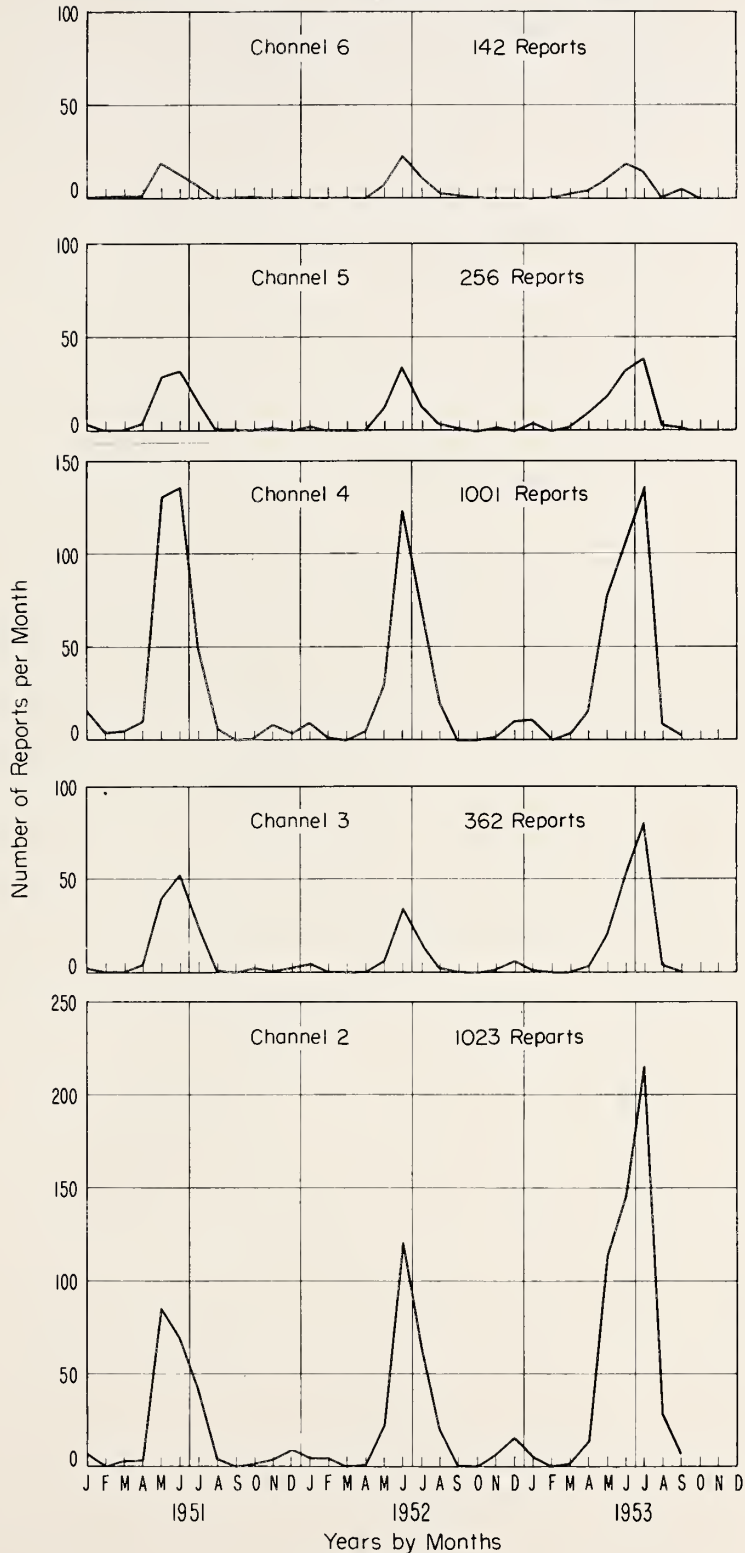 100
Channel 6 142 Reports
50
0
100
Channel 5 256 Reports
50
0
150
Channel 4 1001 Reports
100
50
0
100
Channel 3 362 Reports
50
0
250
Channel 2 1023 Reparts
200
150
100
50
0
Number of Reports per Month
J F M A M J J A S O N D J F M A M J J A S O N D J F M A M J J A S O N D
1951 1952 1953
Years by Months